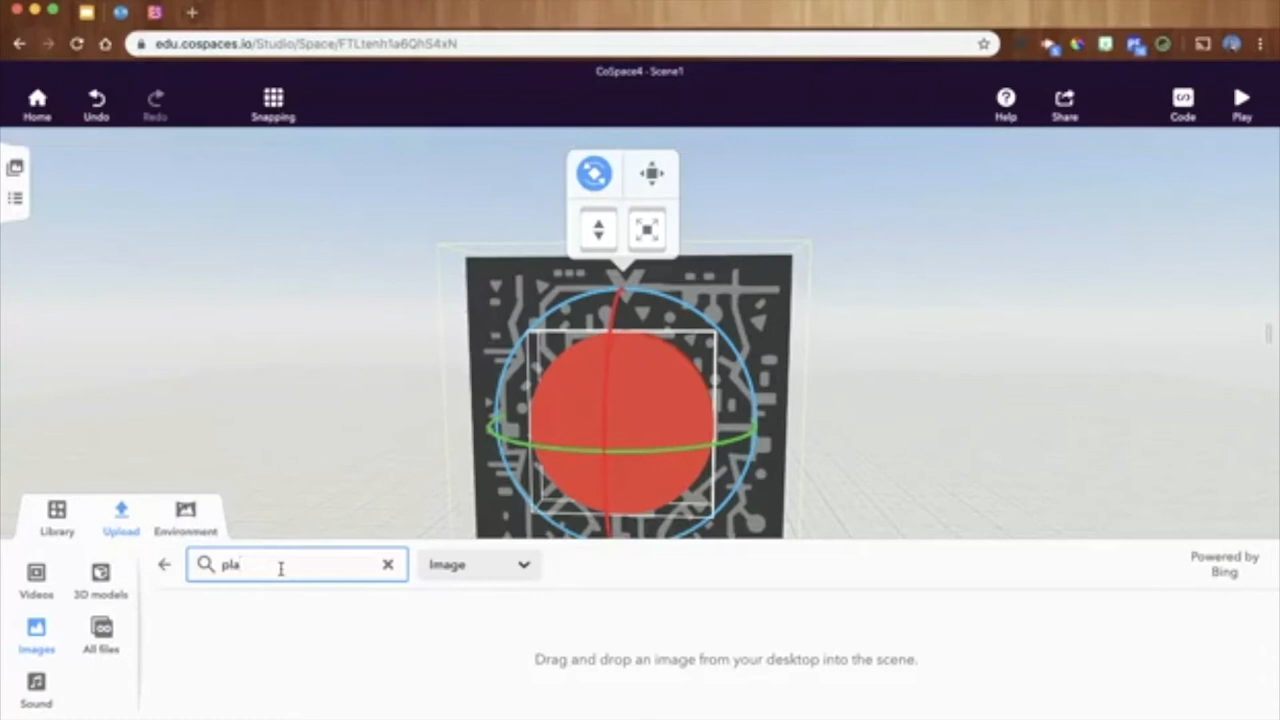 edu.cospaces.io/Studio/Space/FTLtenh1a6QhS4xN
CoSpace4 - Scene1
Home
Undo
Redo
Snapping
Help
Share
Code
Play
Library
Upload
Environment
pla
Image
Powered by
Bing
Videos
3D models
Images
All files
Sound
Drag and drop an image from your desktop into the scene.